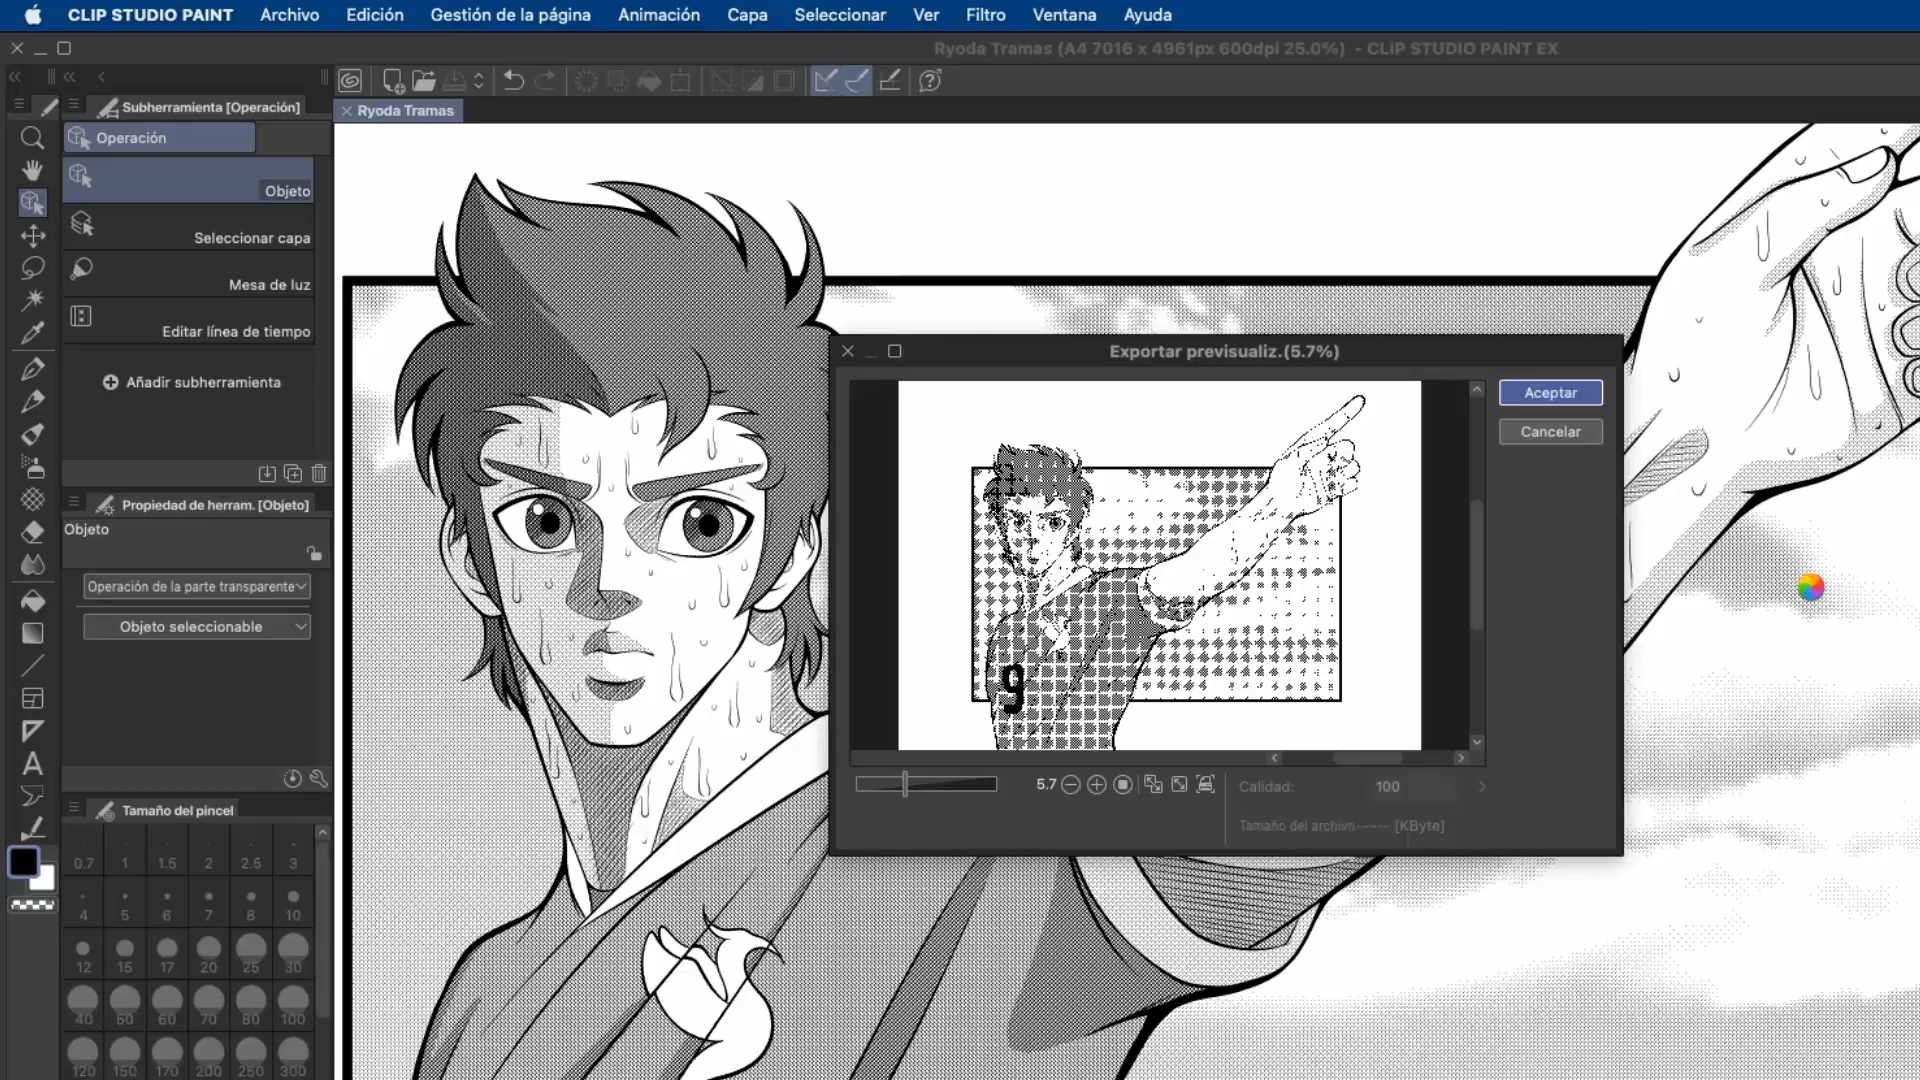 CLIP STUDIO PAINT Archivo Edición Gestión de la página Animación Capa Seleccionar Ver Filtro Ventana Ayuda
Ryoda Tramas (A4 7016 x 4961px 600dpi 25.0%) - CLIP STUDIO PAINT EX
Subherramienta [Operación]
Ryoda Tramas
Operación
Objeto
Seleccionar capa
Mesa de luz
Editar línea de tiempo
Añadir subherramienta
Propiedad de herram. [Objeto]
Objeto
Operación de la parte transparente
Objeto seleccionable
Tamaño del pincel
0.7 1 1.5 2 2.5 3
4 5 6 7 8 10
12 15 17 20 25 30
40 50 60 70 80 100
120 150 170 200 250 300
Exportar previsualiz.(5.7%)
Aceptar
Cancelar
9
5.7
Calidad: 100
Tamaño del archivo----- [KByte]